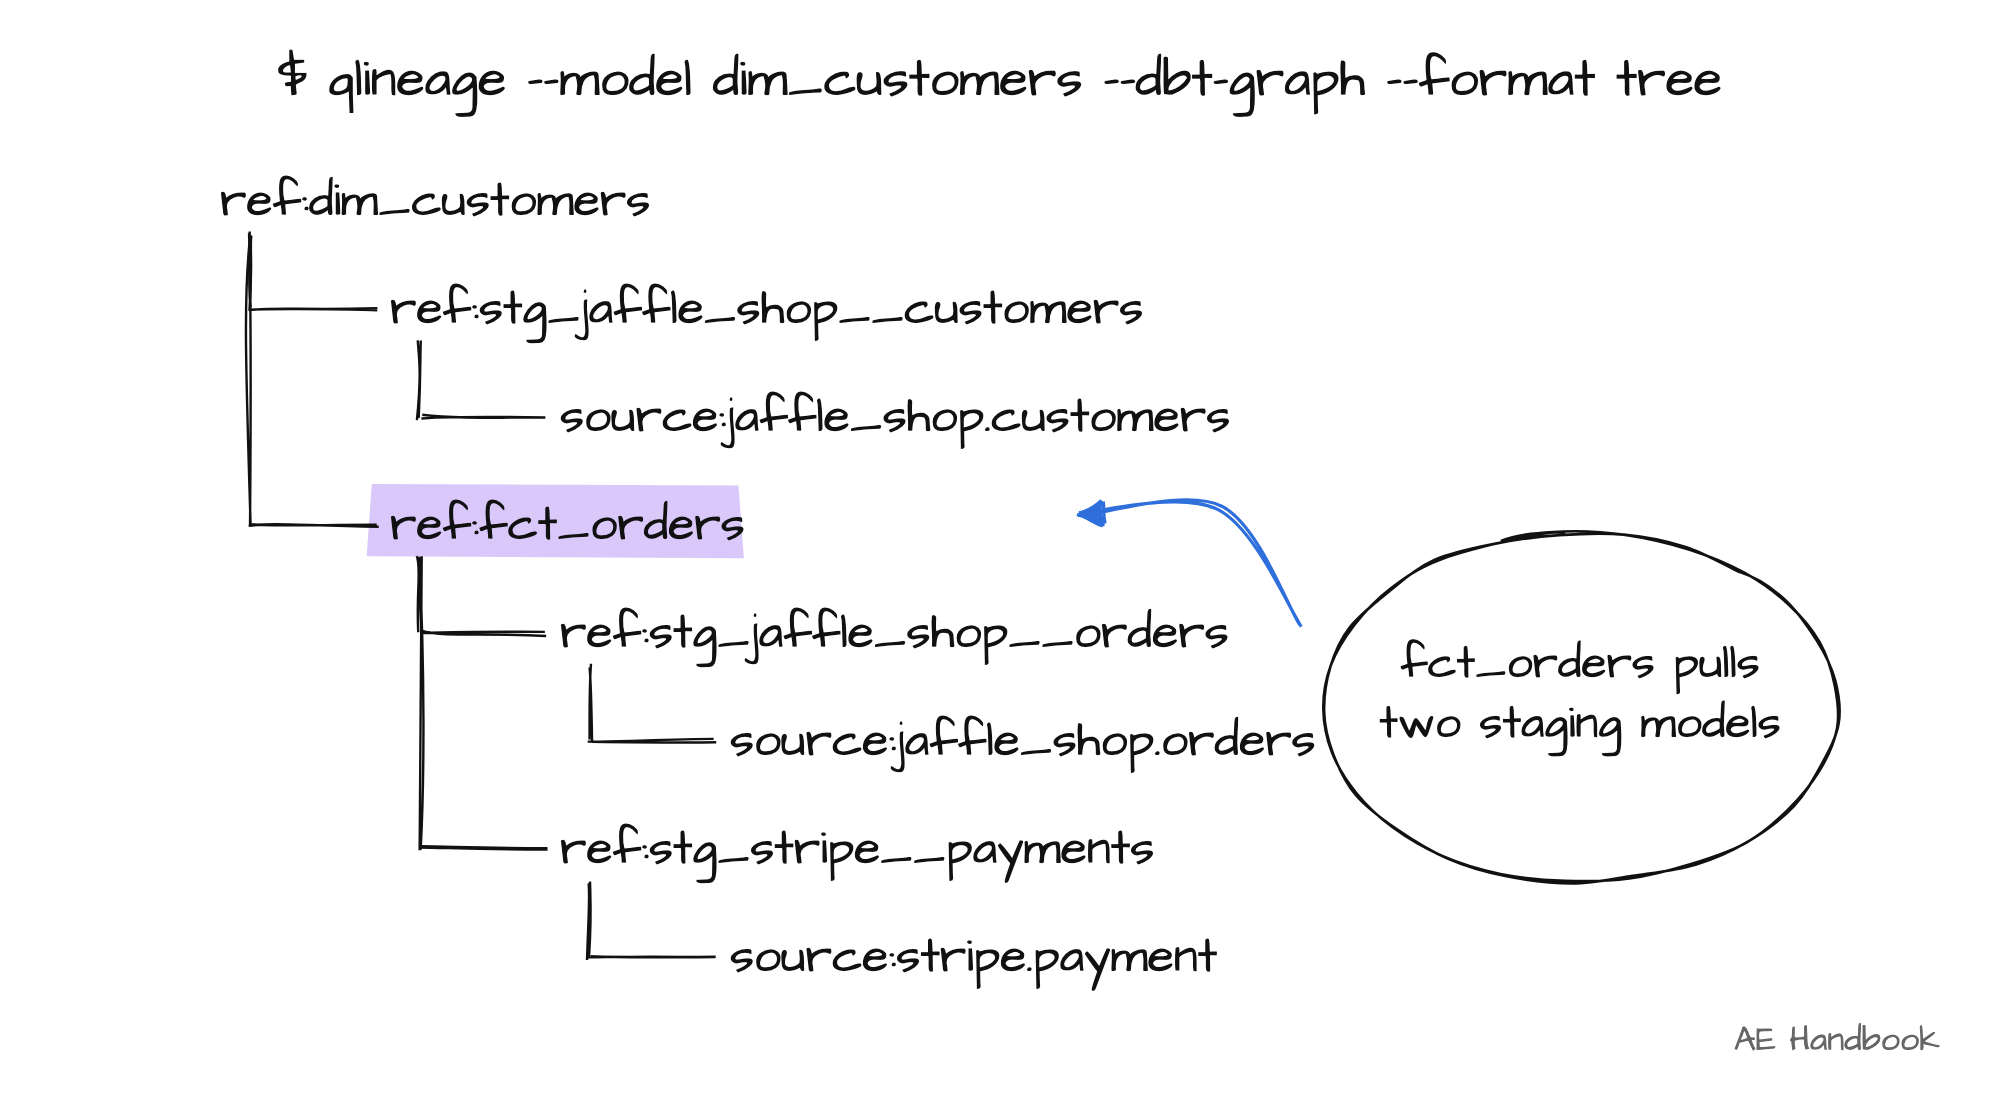 $ qlineage --model dim_customers --dbt-graph --format tree
ref:dim_customers
ref:stg_jaffle_shop__customers
source:jaffle_shop.customers
ref:fct_orders
ref:stg_jaffle_shop__orders
source:jaffle_shop.orders
fct_orders pulls
two staging models
ref:stg_stripe__payments
source:stripe.payment
AE Handbook